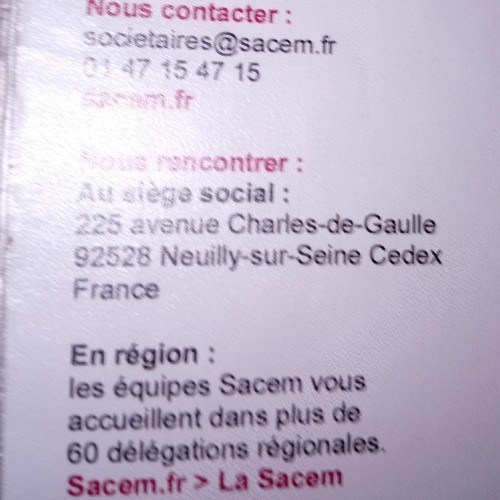 Nous contacter :
societaires@sacem.fr
01 47 15 47 15
sacem.fr
Nous rencontrer :
Au siège social :
225 avenue Charles-de-Gaulle
92528 Neuilly-sur-Seine Cedex
France
En région :
les équipes Sacem vous
accueillent dans plus de
60 délégations régionales.
Sacem.fr > La Sacem